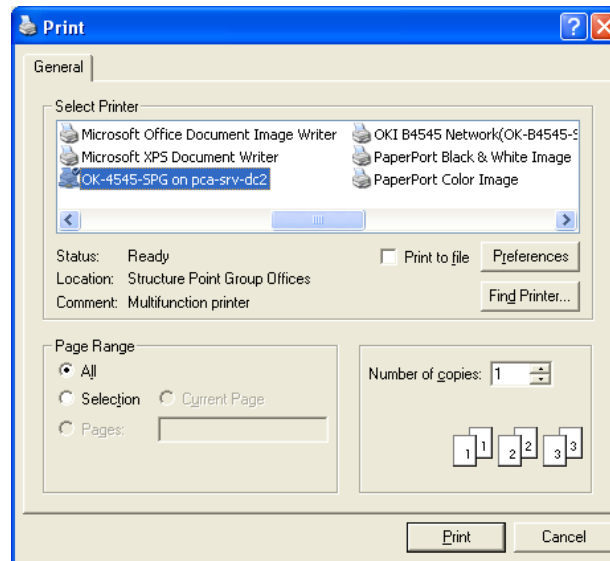 Print
General
Select Printer
Microsoft Office Document Image Writer
OKI B4545 Network(OK-B4545-S
Microsoft XPS Document Writer
PaperPort Black & White Image
OK-4545-SPG on pca-srv-dc2
PaperPort Color Image
Status: Ready
Print to file
Preferences
Location: Structure Point Group Offices
Comment: Multifunction printer
Find Printer...
Page Range
All
Number of copies: 1
Selection
Current Page
Pages:
1 1 2 2 3 3
Print
Cancel